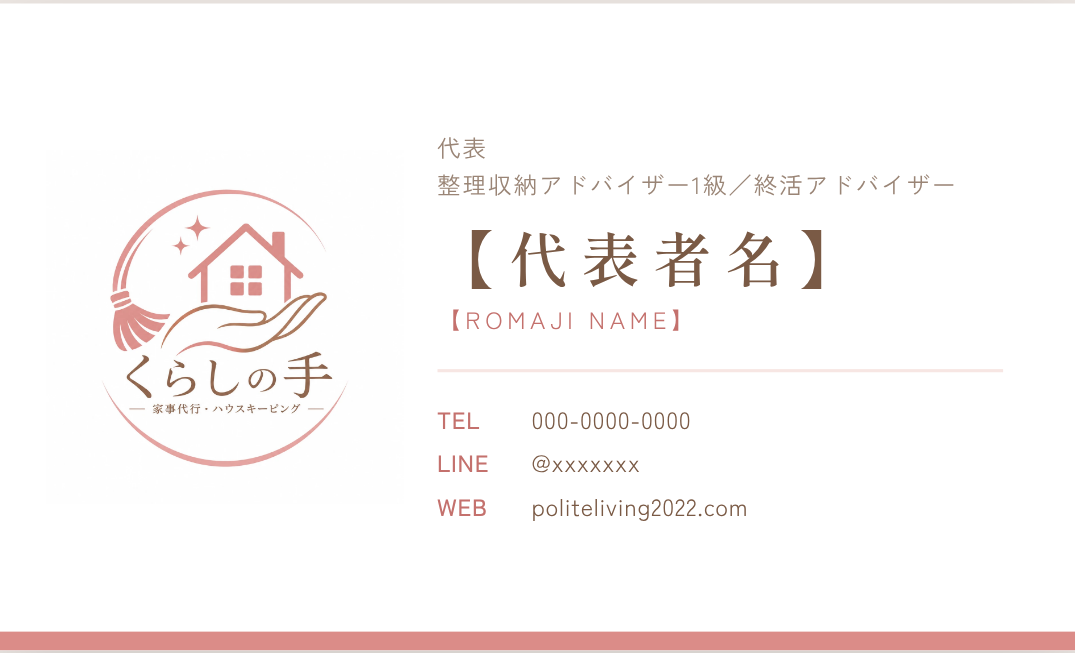 代表
整理収納アドバイザー1級／終活アドバイザー
【代表者名】
【ROMAJI NAME】
くらしの手
家事代行・ハウスキーピング
TEL 000-0000-0000
LINE @xxxxxxx
WEB politeliving2022.com